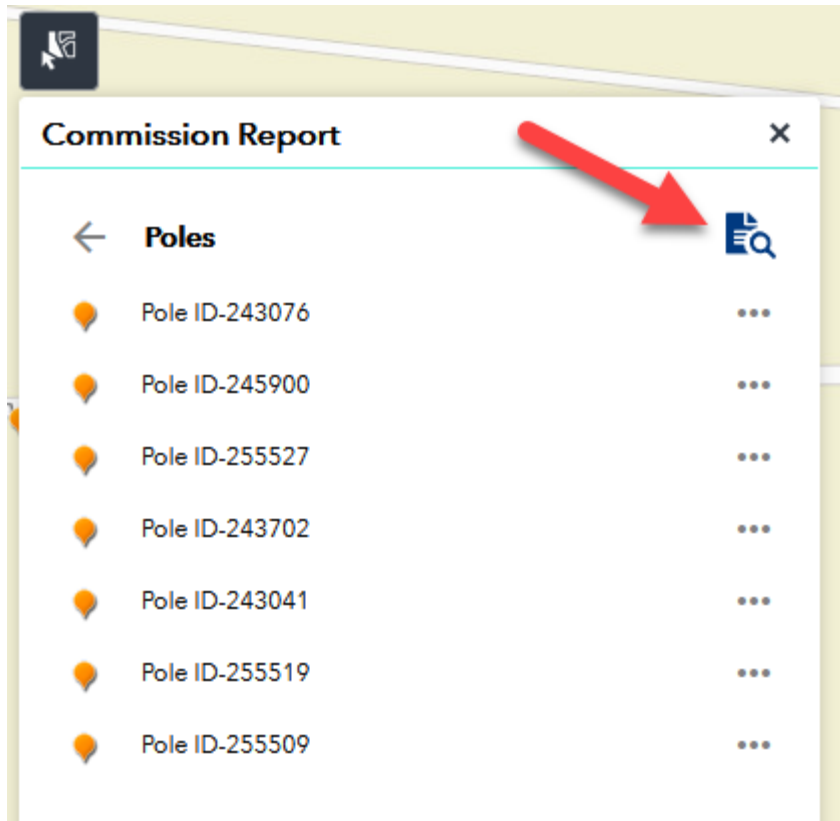 Commission Report
Poles
Pole ID-243076
Pole ID-245900
Pole ID-255527
Pole ID-243702
Pole ID-243041
Pole ID-255519
Pole ID-255509